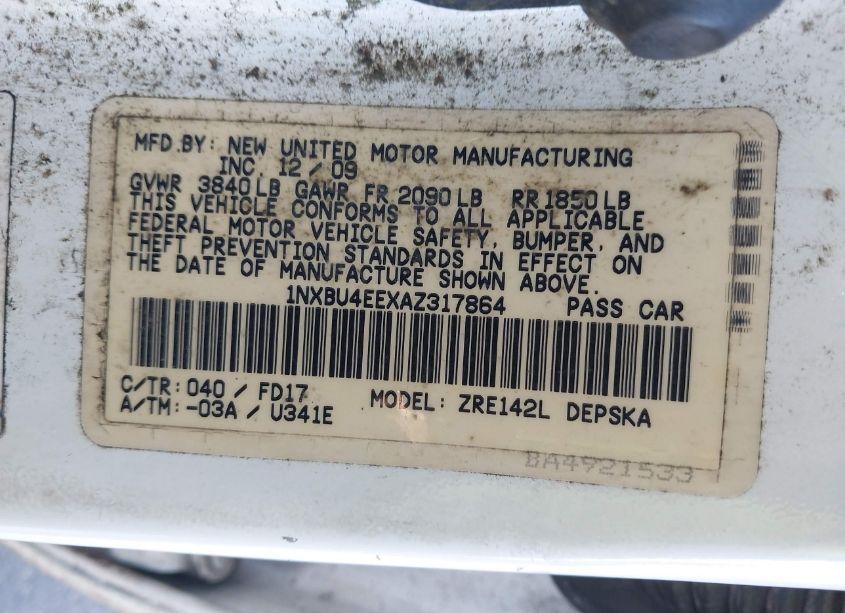 MFD.BY: NEW UNITED MOTOR MANUFACTURING
INC. 12 / 09
GVWR 3840 LB GAWR FR 2090 LB RR 1850 LB
THIS VEHICLE CONFORMS TO ALL APPLICABLE
FEDERAL MOTOR VEHICLE SAFETY, BUMPER, AND
THEFT PREVENTION STANDARDS IN EFFECT ON
THE DATE OF MANUFACTURE SHOWN ABOVE.
1NXBU4EEXAZ317864 PASS CAR
C/TR: 040 / FD17
A/TM: -03A / U341E
MODEL: ZRE142L DEPSKA
BA4921533